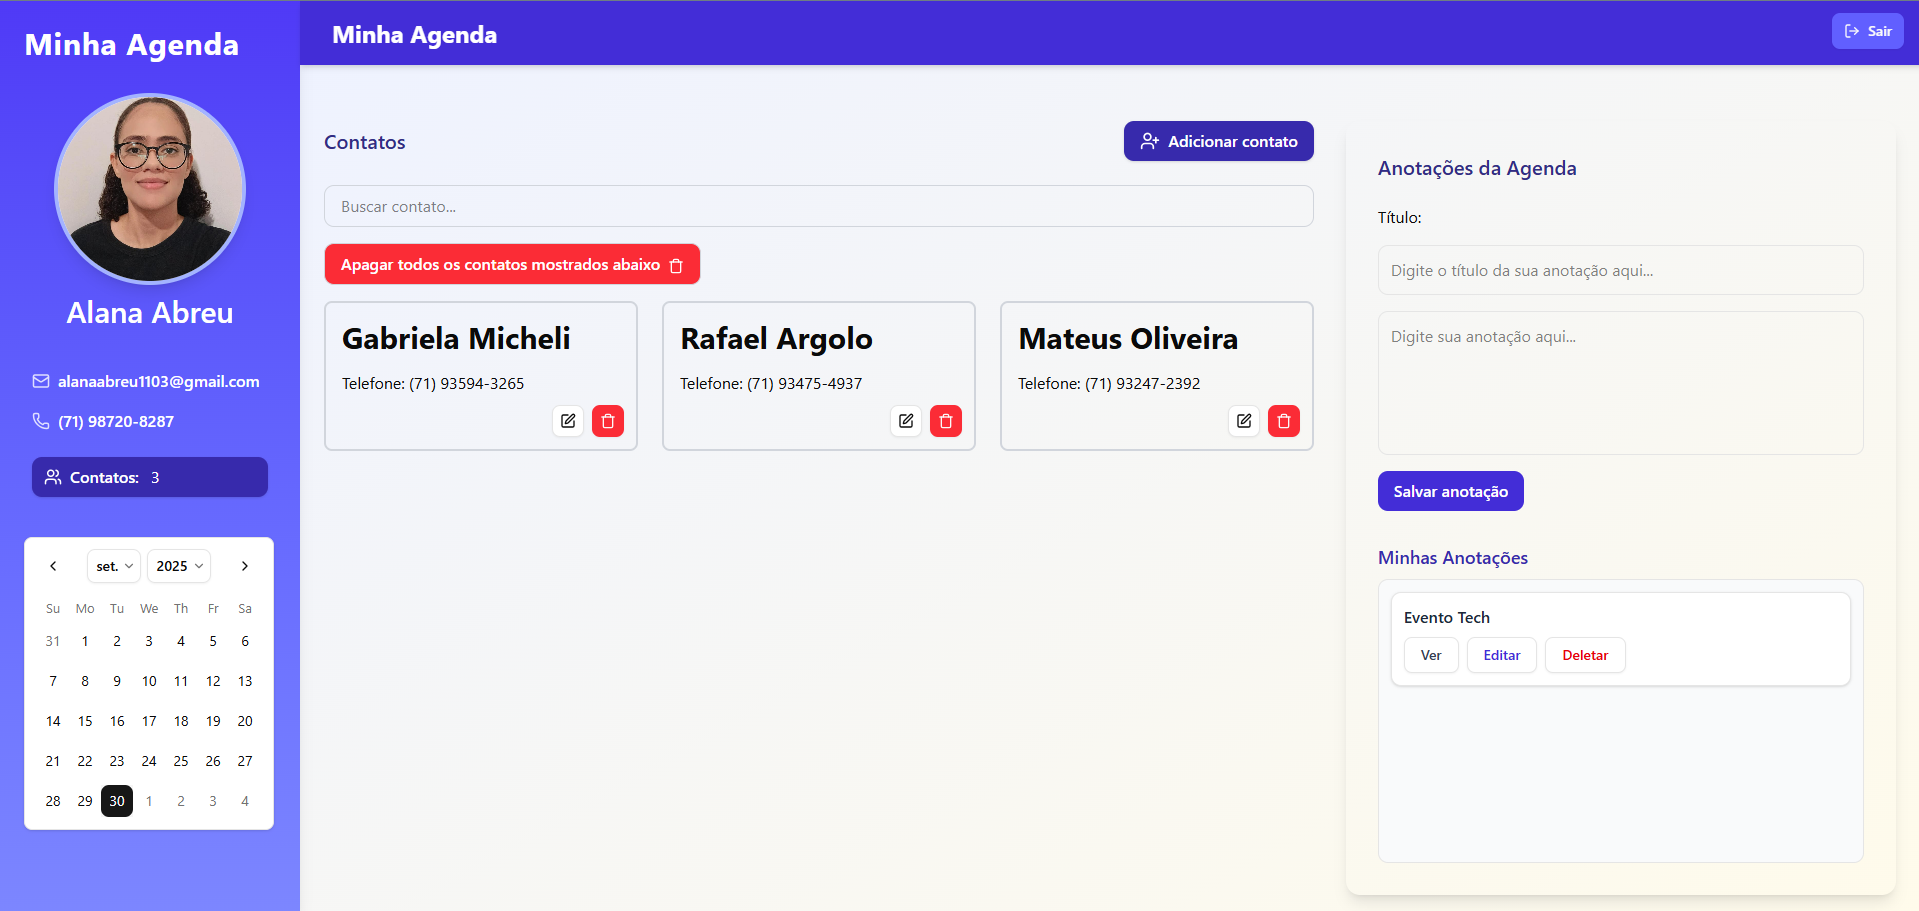 Minha Agenda
Alana Abreu
alanaabreu1103@gmail.com
(71) 98720-8287
Contatos: 3
set. 2025
Su Mo Tu We Th Fr Sa
31 1 2 3 4 5 6
7 8 9 10 11 12 13
14 15 16 17 18 19 20
21 22 23 24 25 26 27
28 29 30 1 2 3 4
Minha Agenda
Sair
Contatos
Adicionar contato
Buscar contato...
Apagar todos os contatos mostrados abaixo
Gabriela Micheli
Telefone: (71) 93594-3265
Rafael Argolo
Telefone: (71) 93475-4937
Mateus Oliveira
Telefone: (71) 93247-2392
Anotações da Agenda
Título:
Digite o título da sua anotação aqui...
Digite sua anotação aqui...
Salvar anotação
Minhas Anotações
Evento Tech
Ver Editar Deletar